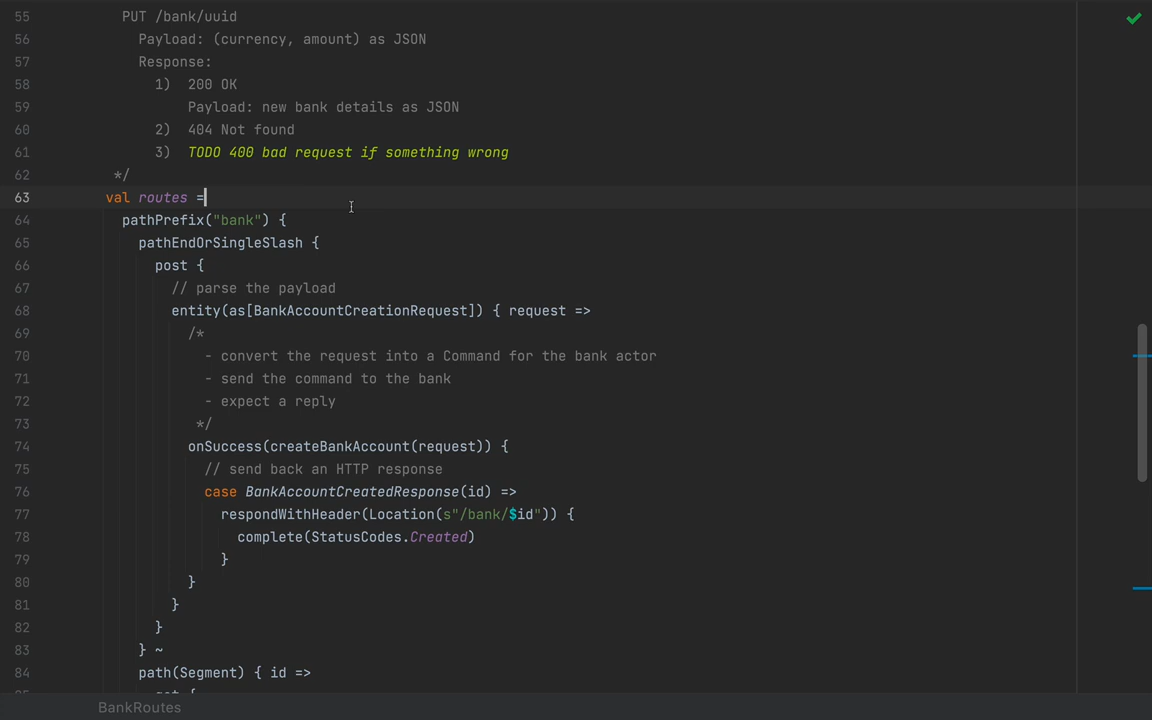 55 PUT /bank/uuid
56 Payload: (currency, amount) as JSON
57 Response:
58 1) 200 OK
59 Payload: new bank details as JSON
60 2) 404 Not found
61 3) TODO 400 bad request if something wrong
62 */
63 val routes =
64 pathPrefix("bank") {
65 pathEndOrSingleSlash {
66 post {
67 // parse the payload
68 entity(as[BankAccountCreationRequest]) { request =>
69 /*
70 - convert the request into a Command for the bank actor
71 - send the command to the bank
72 - expect a reply
73 */
74 onSuccess(createBankAccount(request)) {
75 // send back an HTTP response
76 case BankAccountCreatedResponse(id) =>
77 respondWithHeader(Location(s"/bank/$id")) {
78 complete(StatusCodes.Created)
79 }
80 }
81 }
82 }
83 } ~
84 path(Segment) { id =>
85 get {
BankRoutes